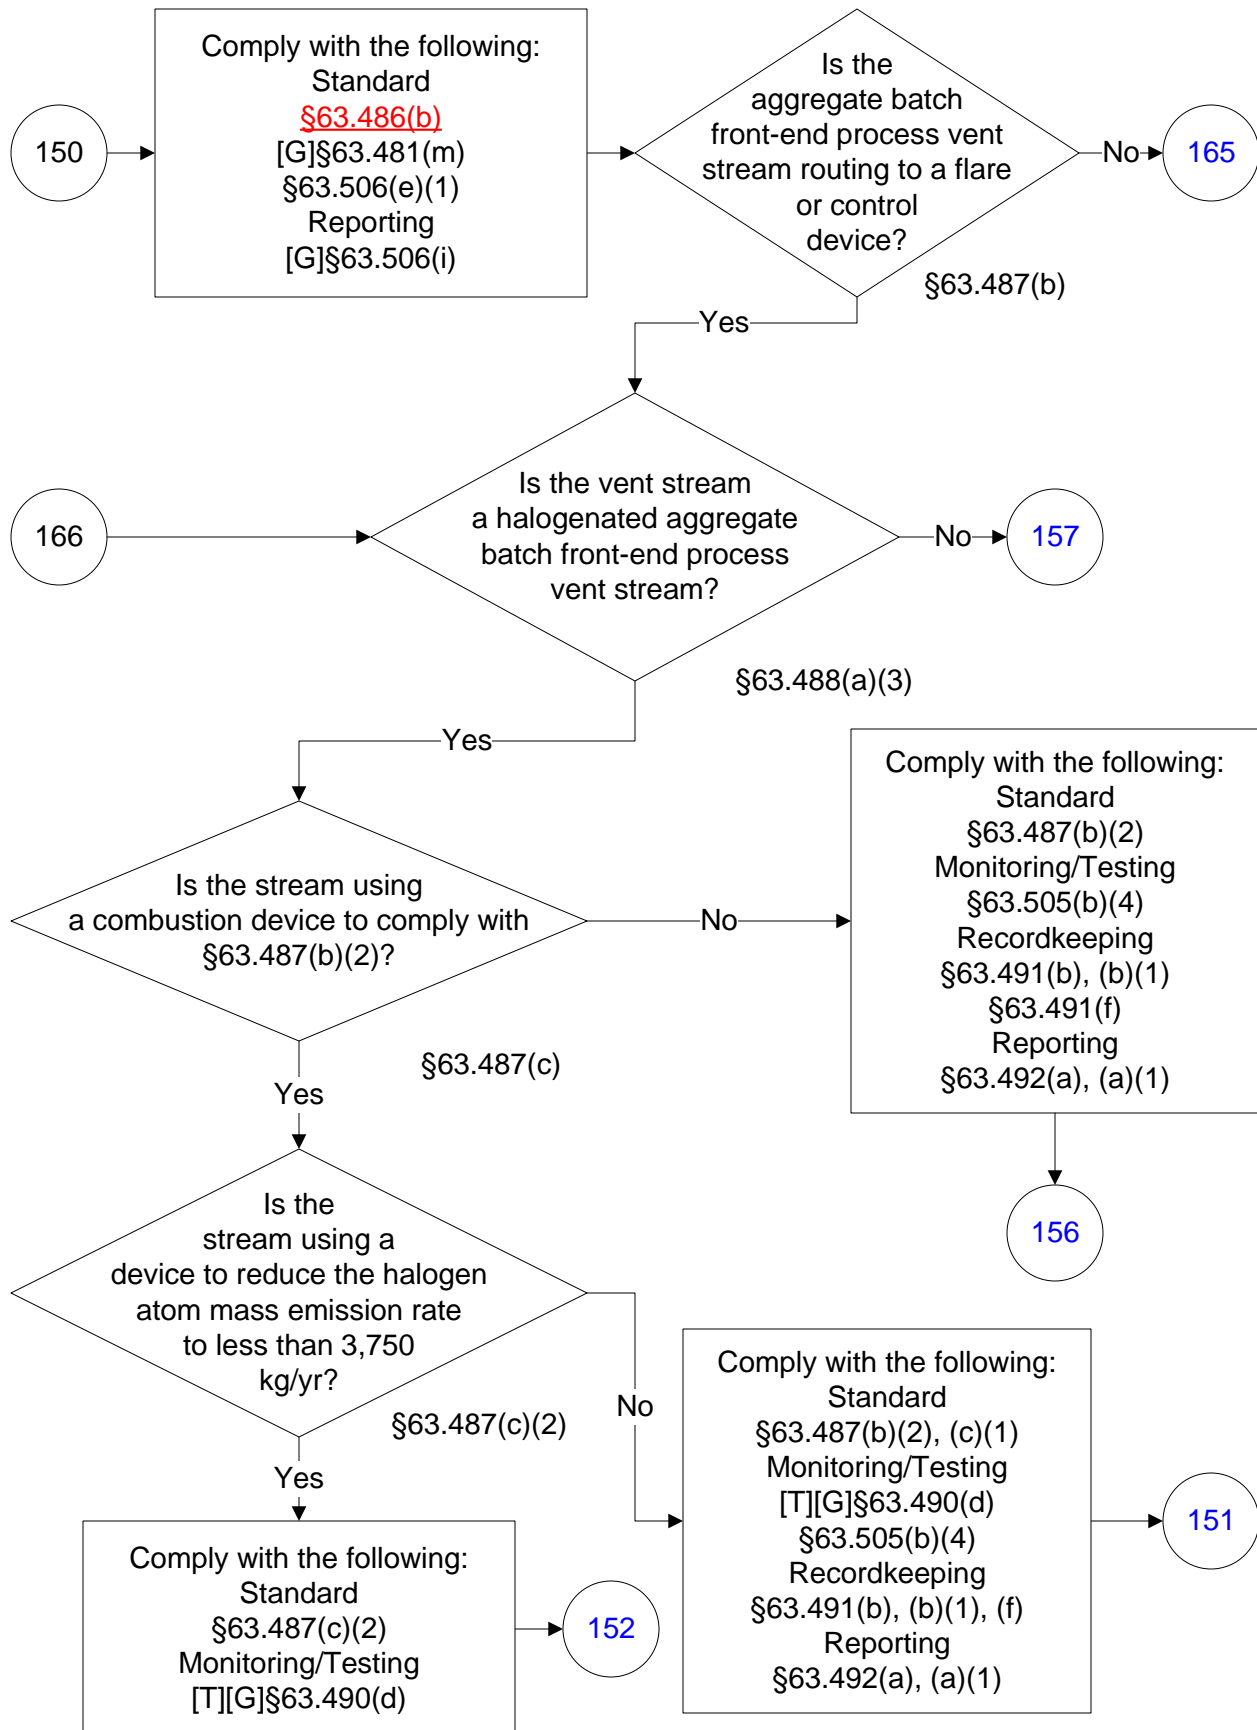 150
Comply with the following:
Standard
§63.486(b)
[G]§63.481(m)
§63.506(e)(1)
Reporting
[G]§63.506(i)
Is the
aggregate batch
front-end process vent
stream routing to a flare
or control
device?
No
165
§63.487(b)
Yes
166
Is the vent stream
a halogenated aggregate
batch front-end process
vent stream?
No
157
§63.488(a)(3)
Yes
Is the stream using
a combustion device to comply with
§63.487(b)(2)?
No
Comply with the following:
Standard
§63.487(b)(2)
Monitoring/Testing
§63.505(b)(4)
Recordkeeping
§63.491(b), (b)(1)
§63.491(f)
Reporting
§63.492(a), (a)(1)
156
§63.487(c)
Yes
Is the
stream using a
device to reduce the halogen
atom mass emission rate
to less than 3,750
kg/yr?
§63.487(c)(2)
No
Yes
Comply with the following:
Standard
§63.487(b)(2), (c)(1)
Monitoring/Testing
[T][G]§63.490(d)
§63.505(b)(4)
Recordkeeping
§63.491(b), (b)(1), (f)
Reporting
§63.492(a), (a)(1)
151
Comply with the following:
Standard
§63.487(c)(2)
Monitoring/Testing
[T][G]§63.490(d)
152